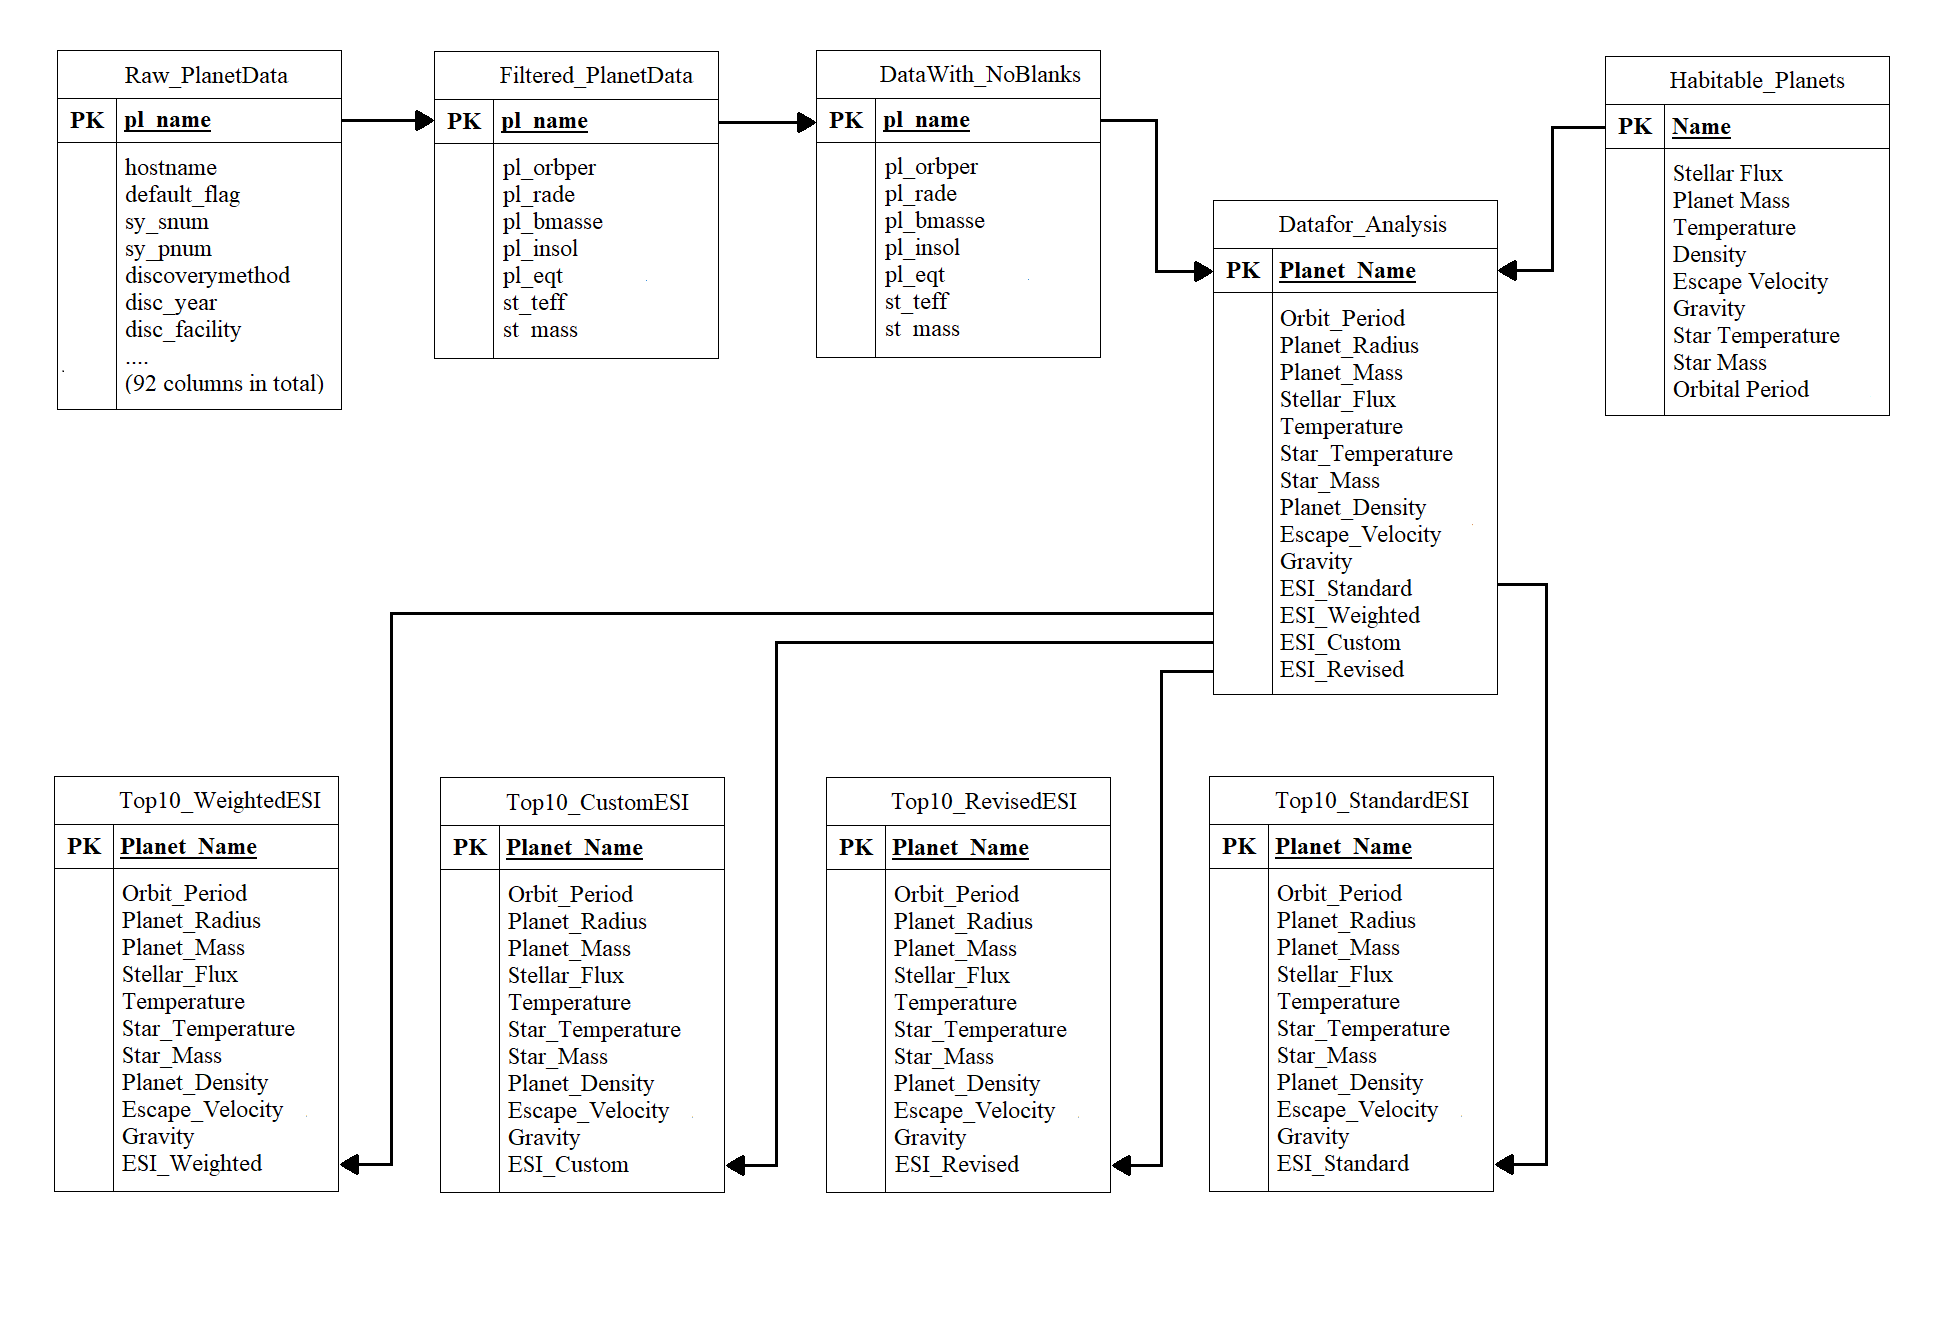 Raw_PlanetData
PK pl_name
hostname
default_flag
sy_snum
sy_pnum
discoverymethod
disc_year
disc_facility
....
(92 columns in total)
Filtered_PlanetData
PK pl_name
pl_orbper
pl_rade
pl_bmasse
pl_insol
pl_eqt
st_teff
st_mass
DataWith_NoBlanks
PK pl_name
pl_orbper
pl_rade
pl_bmasse
pl_insol
pl_eqt
st_teff
st_mass
Habitable_Planets
PK Name
Stellar Flux
Planet Mass
Temperature
Density
Escape Velocity
Gravity
Star Temperature
Star Mass
Orbital Period
Datafor_Analysis
PK Planet_Name
Orbit_Period
Planet_Radius
Planet_Mass
Stellar_Flux
Temperature
Star_Temperature
Star_Mass
Planet_Density
Escape_Velocity
Gravity
ESI_Standard
ESI_Weighted
ESI_Custom
ESI_Revised
Top10_WeightedESI
PK Planet_Name
Orbit_Period
Planet_Radius
Planet_Mass
Stellar_Flux
Temperature
Star_Temperature
Star_Mass
Planet_Density
Escape_Velocity
Gravity
ESI_Weighted
Top10_CustomESI
PK Planet_Name
Orbit_Period
Planet_Radius
Planet_Mass
Stellar_Flux
Temperature
Star_Temperature
Star_Mass
Planet_Density
Escape_Velocity
Gravity
ESI_Custom
Top10_RevisedESI
PK Planet_Name
Orbit_Period
Planet_Radius
Planet_Mass
Stellar_Flux
Temperature
Star_Temperature
Star_Mass
Planet_Density
Escape_Velocity
Gravity
ESI_Revised
Top10_StandardESI
PK Planet_Name
Orbit_Period
Planet_Radius
Planet_Mass
Stellar_Flux
Temperature
Star_Temperature
Star_Mass
Planet_Density
Escape_Velocity
Gravity
ESI_Standard